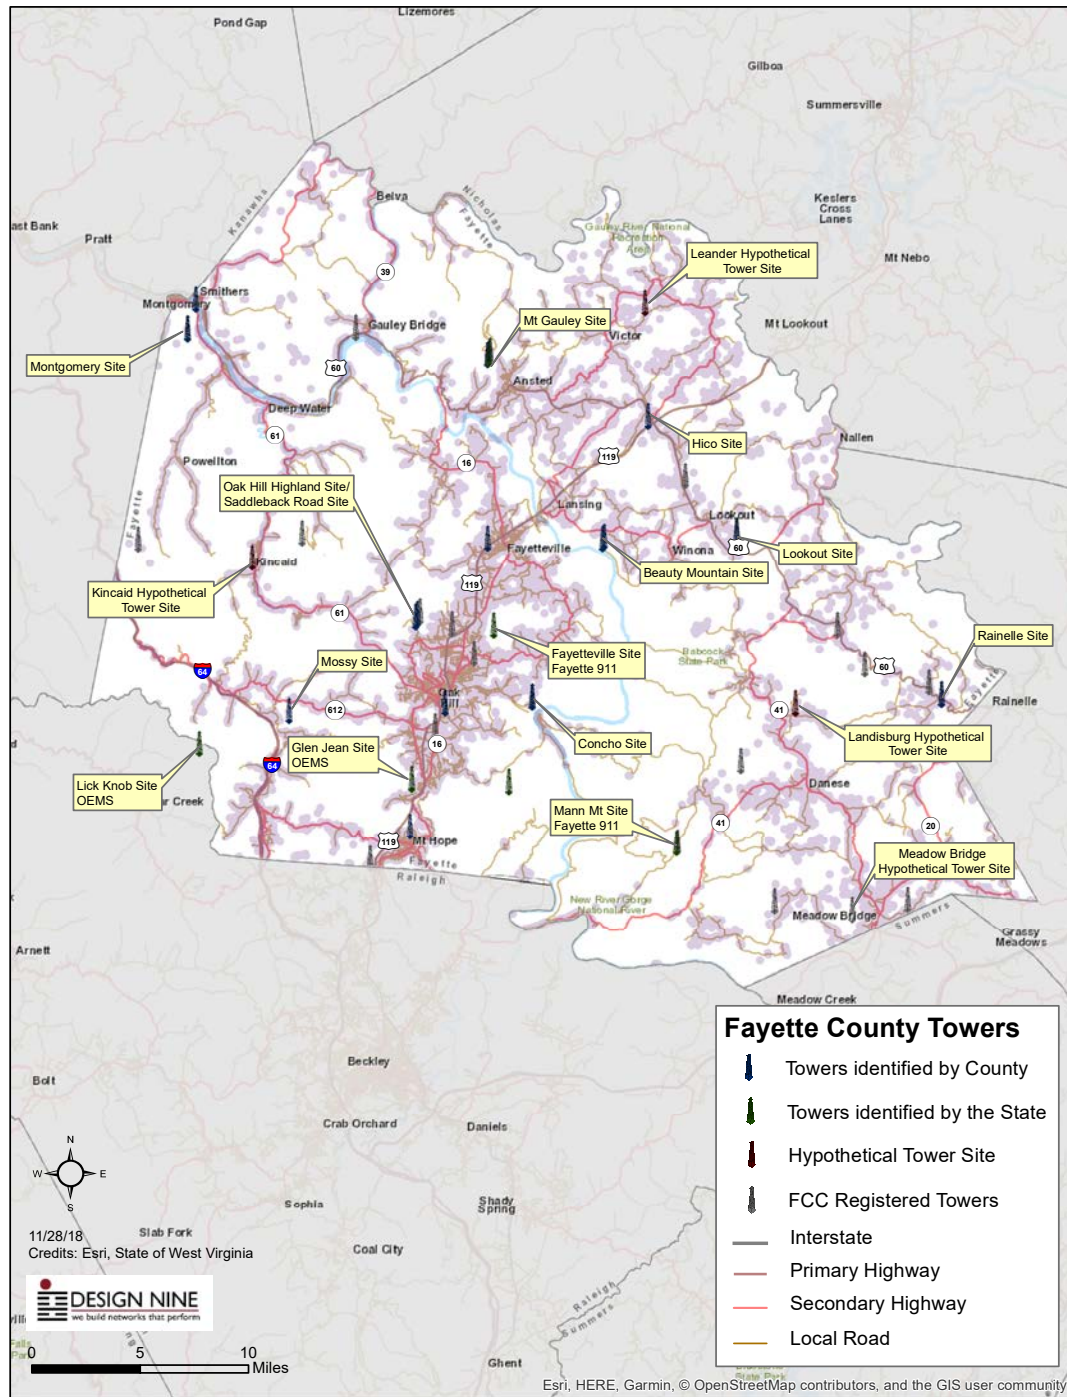 Lizemores
Pond Gap
Gilboa
Summersville
Belva
Nicholas
Fayette
Kanawha
Keslers
Cross
Lanes
Gauley River National
Recreation
Area
Pratt
Mt Nebo
Leander Hypothetical
Tower Site
39
Smithers
Montgomery
Mt Gauley Site
Gauley Bridge
Mt Lookout
Victor
Montgomery Site
60
Ansted
Deep Water
61
Hico Site
Nallen
16
119
Powellton
Oak Hill Highland Site/
Saddleback Road Site
Lansing
Lookout
Fayette
60
Lookout Site
Fayetteville
Winona
Kincaid
Beauty Mountain Site
Kincaid Hypothetical
Tower Site
119
61
Rainelle Site
Fayetteville Site
Fayette 911
Babcock
State Park
Mossy Site
64
60
Fayette
Oak
Hill
Rainelle
612
41
Landisburg Hypothetical
Tower Site
Concho Site
16
Glen Jean Site
OEMS
64
Lick Knob Site
OEMS
Danese
Mann Mt Site
Fayette 911
41
20
119
Mt Hope
Fayette
Raleigh
Meadow Bridge
Hypothetical Tower Site
New River Gorge
National River
Meadow Bridge
Summers
Grassy
Meadows
Arnett
Meadow Creek
Fayette County Towers
Towers identified by County
Towers identified by the State
Hypothetical Tower Site
FCC Registered Towers
Interstate
Primary Highway
Secondary Highway
Local Road
Beckley
Bolt
Crab Orchard
Daniels
N
W
E
S
Sophia
Shady
Spring
Slab Fork
Coal City
11/28/18
Credits: Esri, State of West Virginia
DESIGN NINE
we build networks that perform
Raleigh
Summers
0
5
10
Miles
Ghent
Esri, HERE, Garmin, © OpenStreetMap contributors, and the GIS user community